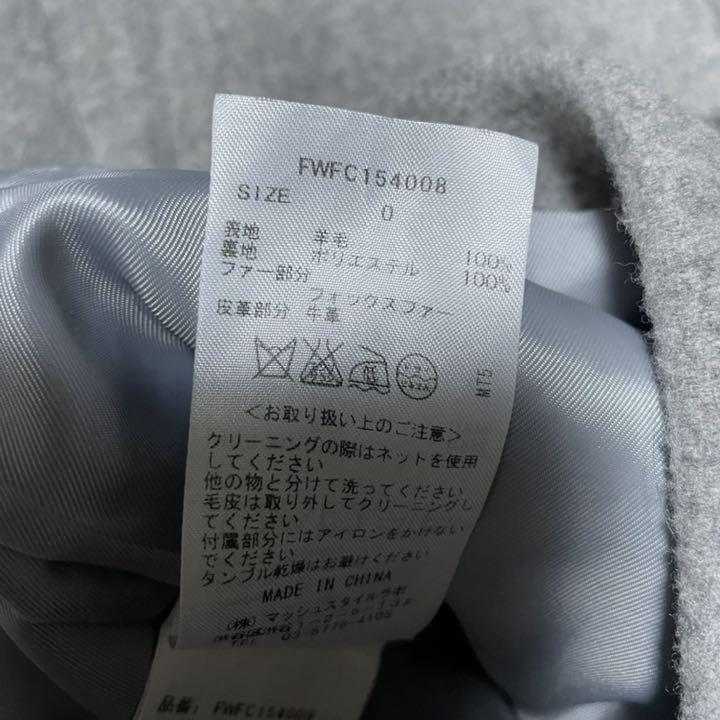 FWFC154008
SIZE 0
表地 羊毛 100%
裏地 ポリエステル 100%
ファー部分
フォックスファー
皮革部分 牛革
低
MT5
<お取り扱い上のご注意>
クリーニングの際はネットを使用
してください
他の物と分けて洗ってください
毛皮は取り外してクリーニングし
てください
付属部分にはアイロンをかけない
でください
タンブル乾燥はお避けください
MADE IN CHINA
(株)マッシュスタイルラボ
TEL
品番: FWFC154008